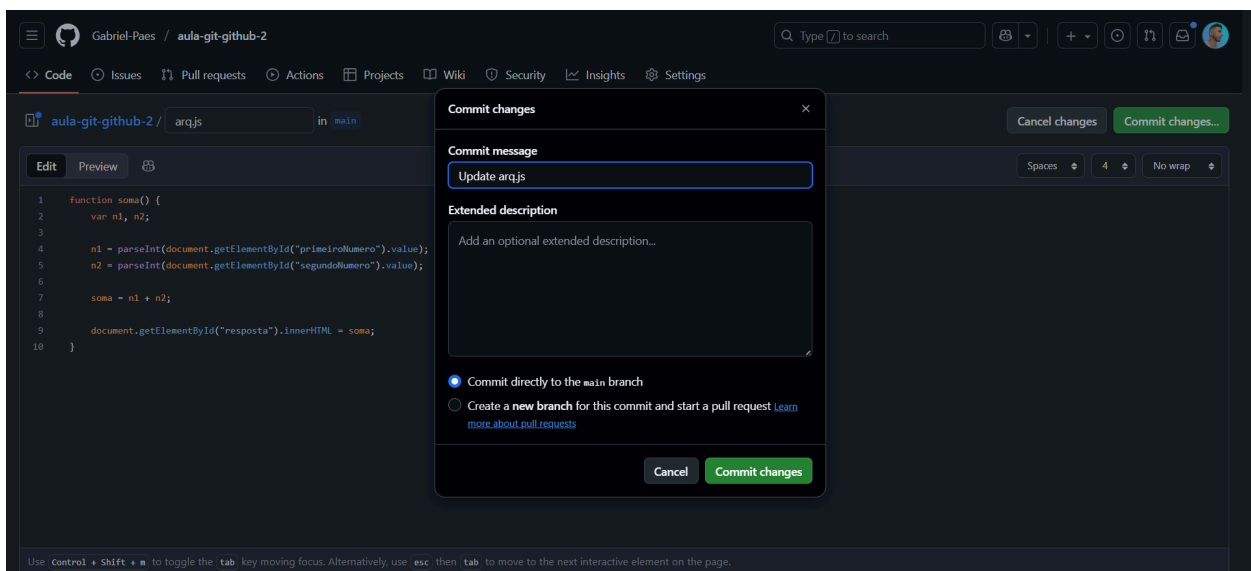 Gabriel-Paes / aula-git-github-2
Type / to search
Code Issues Pull requests Actions Projects Wiki Security Insights Settings
aula-git-github-2 / arq.js in main
Cancel changes Commit changes...
Edit Preview
Spaces 4 No wrap
1 function soma() {
2 var n1, n2;
3
4 n1 = parseInt(document.getElementById("primeiroNumero").value);
5 n2 = parseInt(document.getElementById("segundoNumero").value);
6
7 soma = n1 + n2;
8
9 document.getElementById("resposta").innerHTML = soma;
10 }
Commit changes
Commit message
Update arq.js
Extended description
Add an optional extended description...
Commit directly to the main branch
Create a new branch for this commit and start a pull request Learn
more about pull requests
Cancel Commit changes
Use Control + Shift + m to toggle the tab key moving focus. Alternatively, use esc then tab to move to the next interactive element on the page.